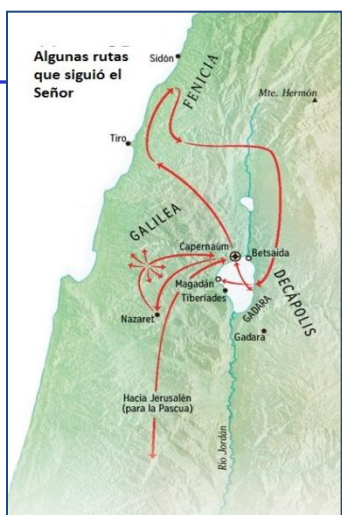 Algunas rutas
que siguió el
Señor
Sidón
FENICIA
Mte. Hermón
Tiro
GALILEA
Capernaúm
Betsaida
Magadán
Tiberíades
DECÁPOLIS
GADARA
Nazaret
Gadara
Hacia Jerusalén
(para la Pascua)
Río Jordán